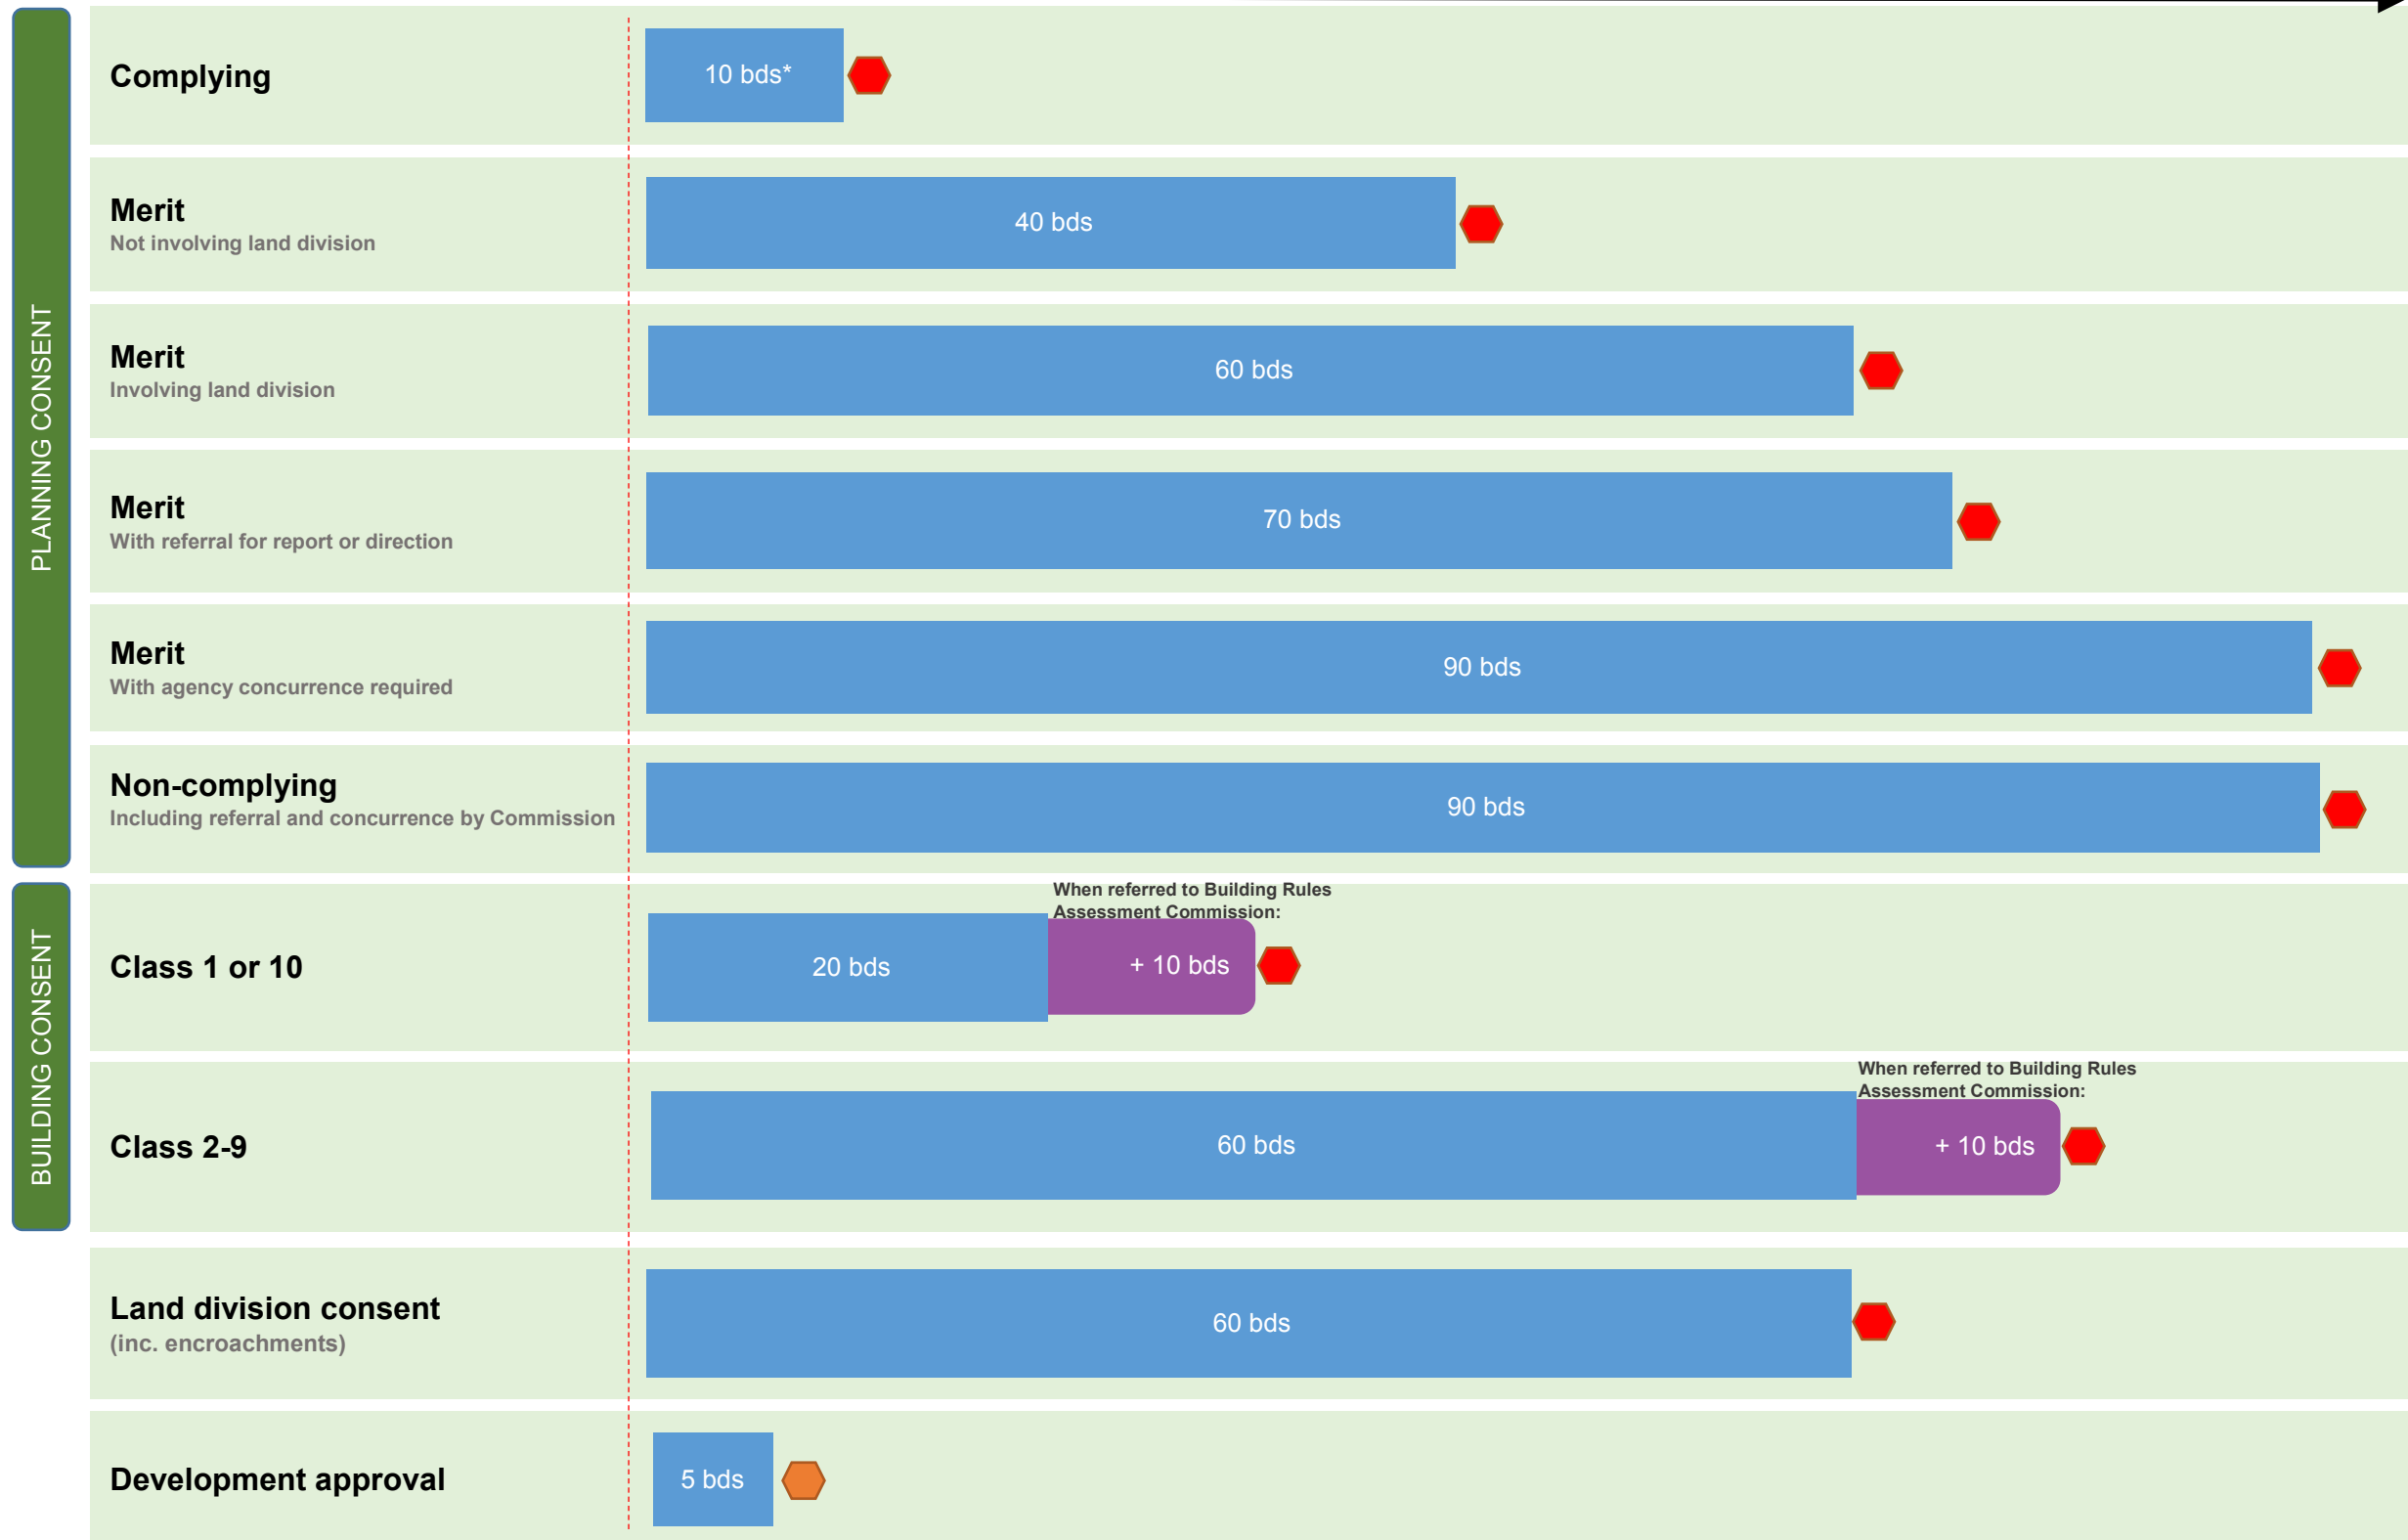 PLANNING CONSENT
Complying
10 bds*
Merit
Not involving land division
40 bds
Merit
Involving land division
60 bds
Merit
With referral for report or direction
70 bds
Merit
With agency concurrence required
90 bds
Non-complying
Including referral and concurrence by Commission
90 bds
BUILDING CONSENT
Class 1 or 10
20 bds
When referred to Building Rules
Assessment Commission:
+ 10 bds
Class 2-9
60 bds
When referred to Building Rules
Assessment Commission:
+ 10 bds
Land division consent
(inc. encroachments)
60 bds
Development approval
5 bds